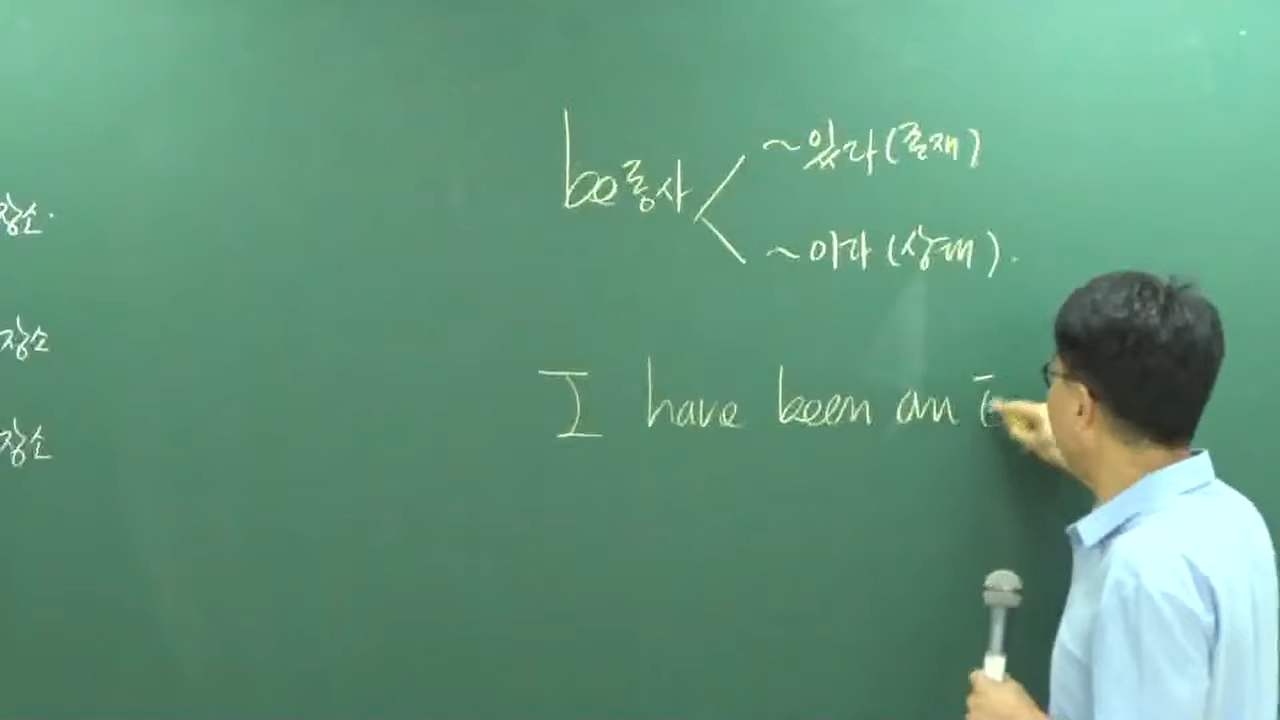 ~있다(존재)
be동사
~이다(상태).
I have been an
장소.
장소
장소